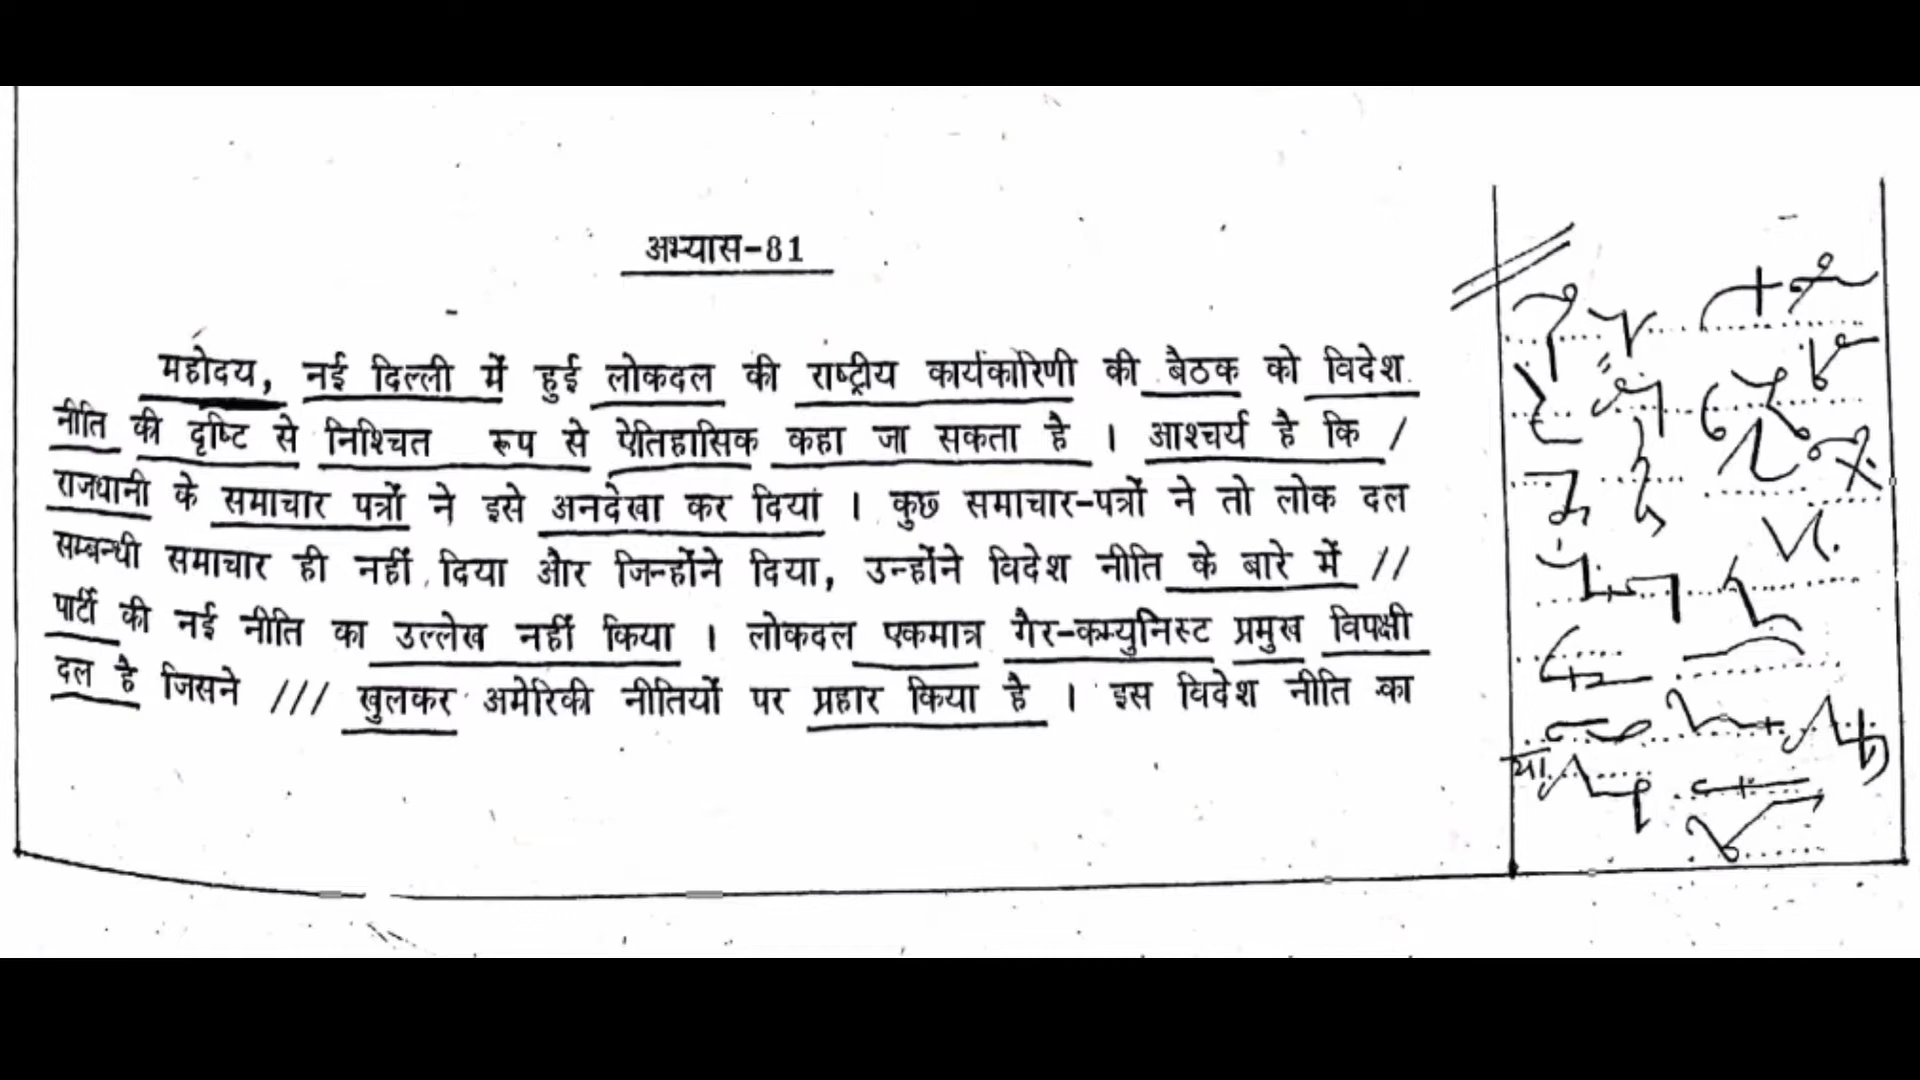 अभ्यास-81
महोदय, नई दिल्ली में हुई लोकदल की राष्ट्रीय कार्यकारिणी की बैठक को विदेश
नीति की दृष्टि से निश्चित रूप से ऐतिहासिक कहा जा सकता है । आश्चर्य है कि /
राजधानी के समाचार पत्रों ने इसे अनदेखा कर दिया । कुछ समाचार-पत्रों ने तो लोक दल
सम्बन्धी समाचार ही नहीं दिया और जिन्होंने दिया, उन्होंने विदेश नीति के बारे में //
पार्टी की नई नीति का उल्लेख नहीं किया । लोकदल एकमात्र गैर-कम्युनिस्ट प्रमुख विपक्षी
दल है जिसने /// खुलकर अमेरिकी नीतियों पर प्रहार किया है । इस विदेश नीति का
या.